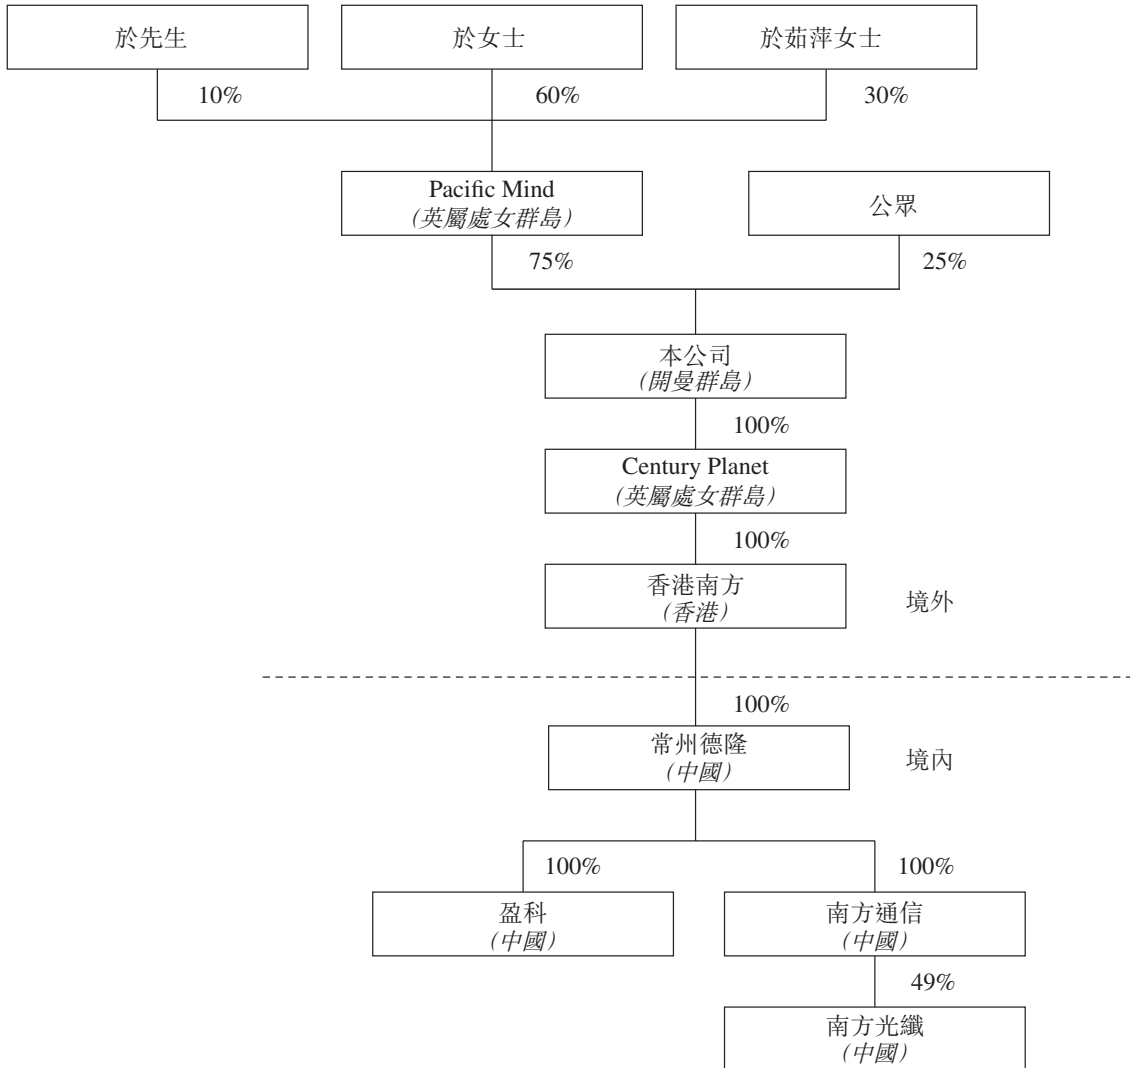 於先生
於女士
於茹萍女士
10%
60%
30%
Pacific Mind
(英屬處女群島)
公眾
75%
25%
本公司
(開曼群島)
100%
Century Planet
(英屬處女群島)
100%
香港南方
(香港)
境外
100%
常州德隆
(中國)
境內
100%
100%
盈科
(中國)
南方通信
(中國)
49%
南方光纖
(中國)